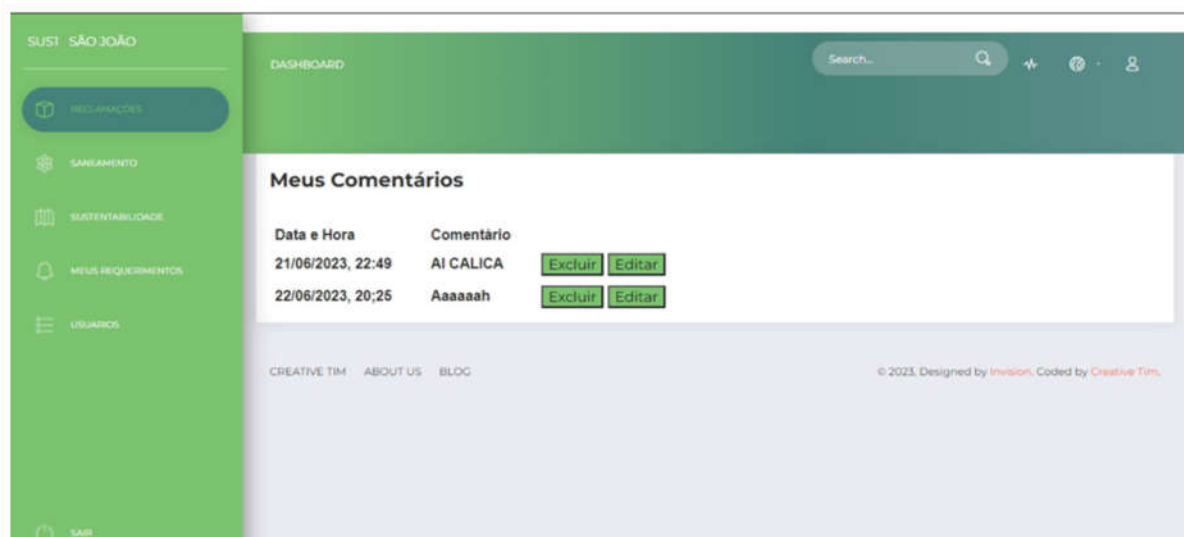 SUST SÃO JOÃO
DASHBOARD
Search...
RECLAMAÇÕES
SANEAMENTO
SUSTENTABILIDADE
MEUS REQUERIMENTOS
USUARIOS
SAIR
Meus Comentários
Data e Hora Comentário
21/06/2023, 22:49 AI CALICA Excluir Editar
22/06/2023, 20;25 Aaaaaah Excluir Editar
CREATIVE TIM ABOUT US BLOG
© 2023, Designed by Invision. Coded by Creative Tim.